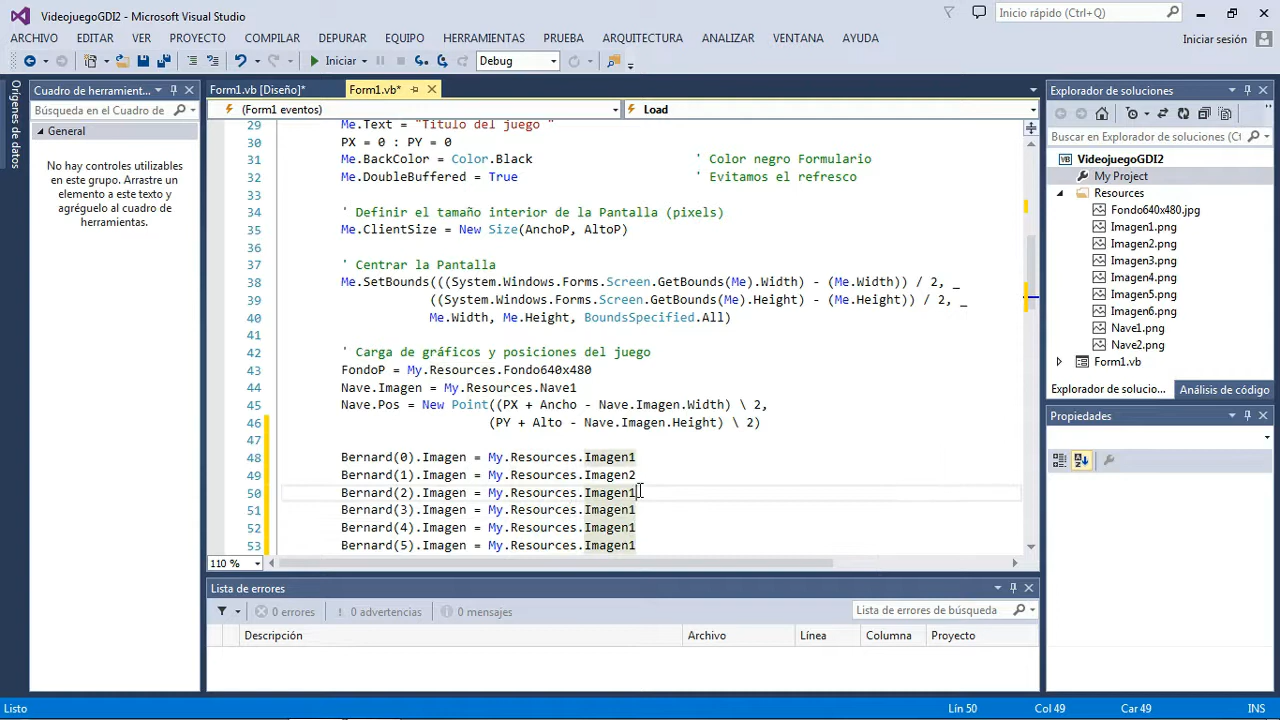 VideojuegoGDI2 - Microsoft Visual Studio
Inicio rápido (Ctrl+Q)
ARCHIVO EDITAR VER PROYECTO COMPILAR DEPURAR EQUIPO HERRAMIENTAS PRUEBA ARQUITECTURA ANALIZAR VENTANA AYUDA
Iniciar sesión
Iniciar Debug
Orígenes de datos
Cuadro de herramient...
Búsqueda en el Cuadro de
General
No hay controles utilizables
en este grupo. Arrastre un
elemento a este texto y
agréguelo al cuadro de
herramientas.
Form1.vb [Diseño]* Form1.vb*
(Form1 eventos) Load
29 Me.Text = "Titulo del juego "
30 PX = 0 : PY = 0
31 Me.BackColor = Color.Black ' Color negro Formulario
32 Me.DoubleBuffered = True ' Evitamos el refresco
33
34 ' Definir el tamaño interior de la Pantalla (pixels)
35 Me.ClientSize = New Size(AnchoP, AltoP)
36
37 ' Centrar la Pantalla
38 Me.SetBounds(((System.Windows.Forms.Screen.GetBounds(Me).Width) - (Me.Width)) / 2, _
39 ((System.Windows.Forms.Screen.GetBounds(Me).Height) - (Me.Height)) / 2, _
40 Me.Width, Me.Height, BoundsSpecified.All)
41
42 ' Carga de gráficos y posiciones del juego
43 FondoP = My.Resources.Fondo640x480
44 Nave.Imagen = My.Resources.Nave1
45 Nave.Pos = New Point((PX + Ancho - Nave.Imagen.Width) \ 2,
46 (PY + Alto - Nave.Imagen.Height) \ 2)
47
48 Bernard(0).Imagen = My.Resources.Imagen1
49 Bernard(1).Imagen = My.Resources.Imagen2
50 Bernard(2).Imagen = My.Resources.Imagen1
51 Bernard(3).Imagen = My.Resources.Imagen1
52 Bernard(4).Imagen = My.Resources.Imagen1
53 Bernard(5).Imagen = My.Resources.Imagen1
110 %
Lista de errores
0 errores 0 advertencias 0 mensajes
Lista de errores de búsqueda
Descripción Archivo Línea Columna Proyecto
Explorador de soluciones
Buscar en Explorador de soluciones (Ctrl
VideojuegoGDI2
My Project
Resources
Fondo640x480.jpg
Imagen1.png
Imagen2.png
Imagen3.png
Imagen4.png
Imagen5.png
Imagen6.png
Nave1.png
Nave2.png
Form1.vb
Explorador de solucio... Análisis de código
Propiedades
Listo
Lín 50 Col 49 Car 49 INS